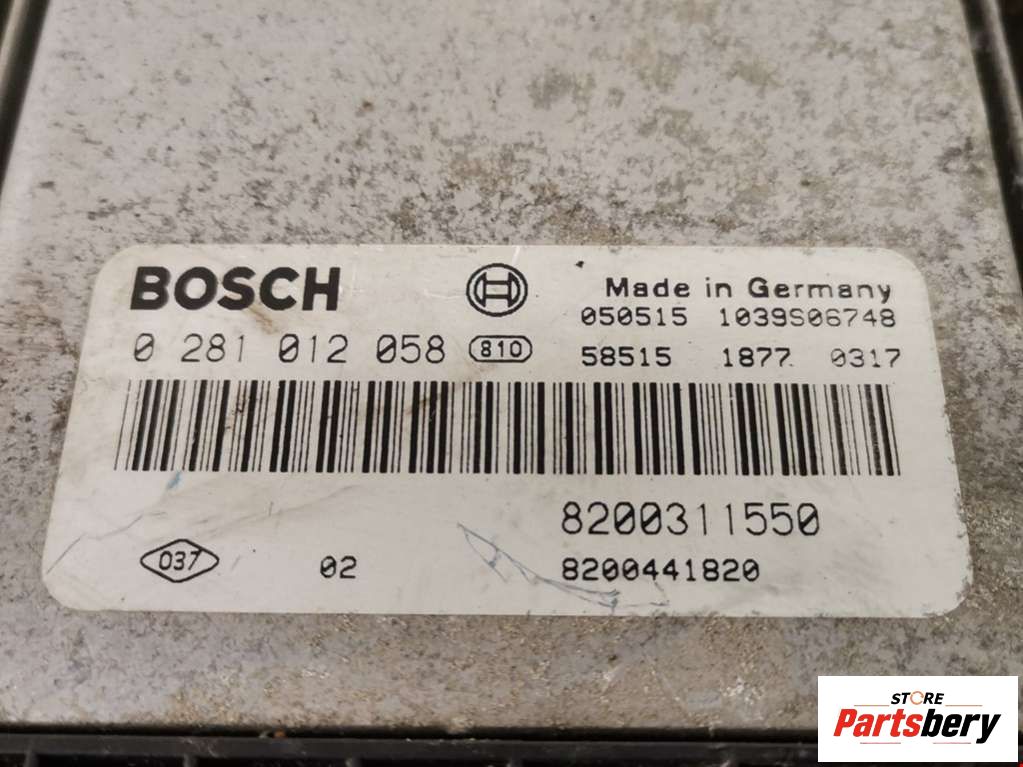 BOSCH
Made in Germany
050515 1039S06748
0 281 012 058 810
58515 1877 0317
8200311550
037 02
8200441820
STORE
Partsbery